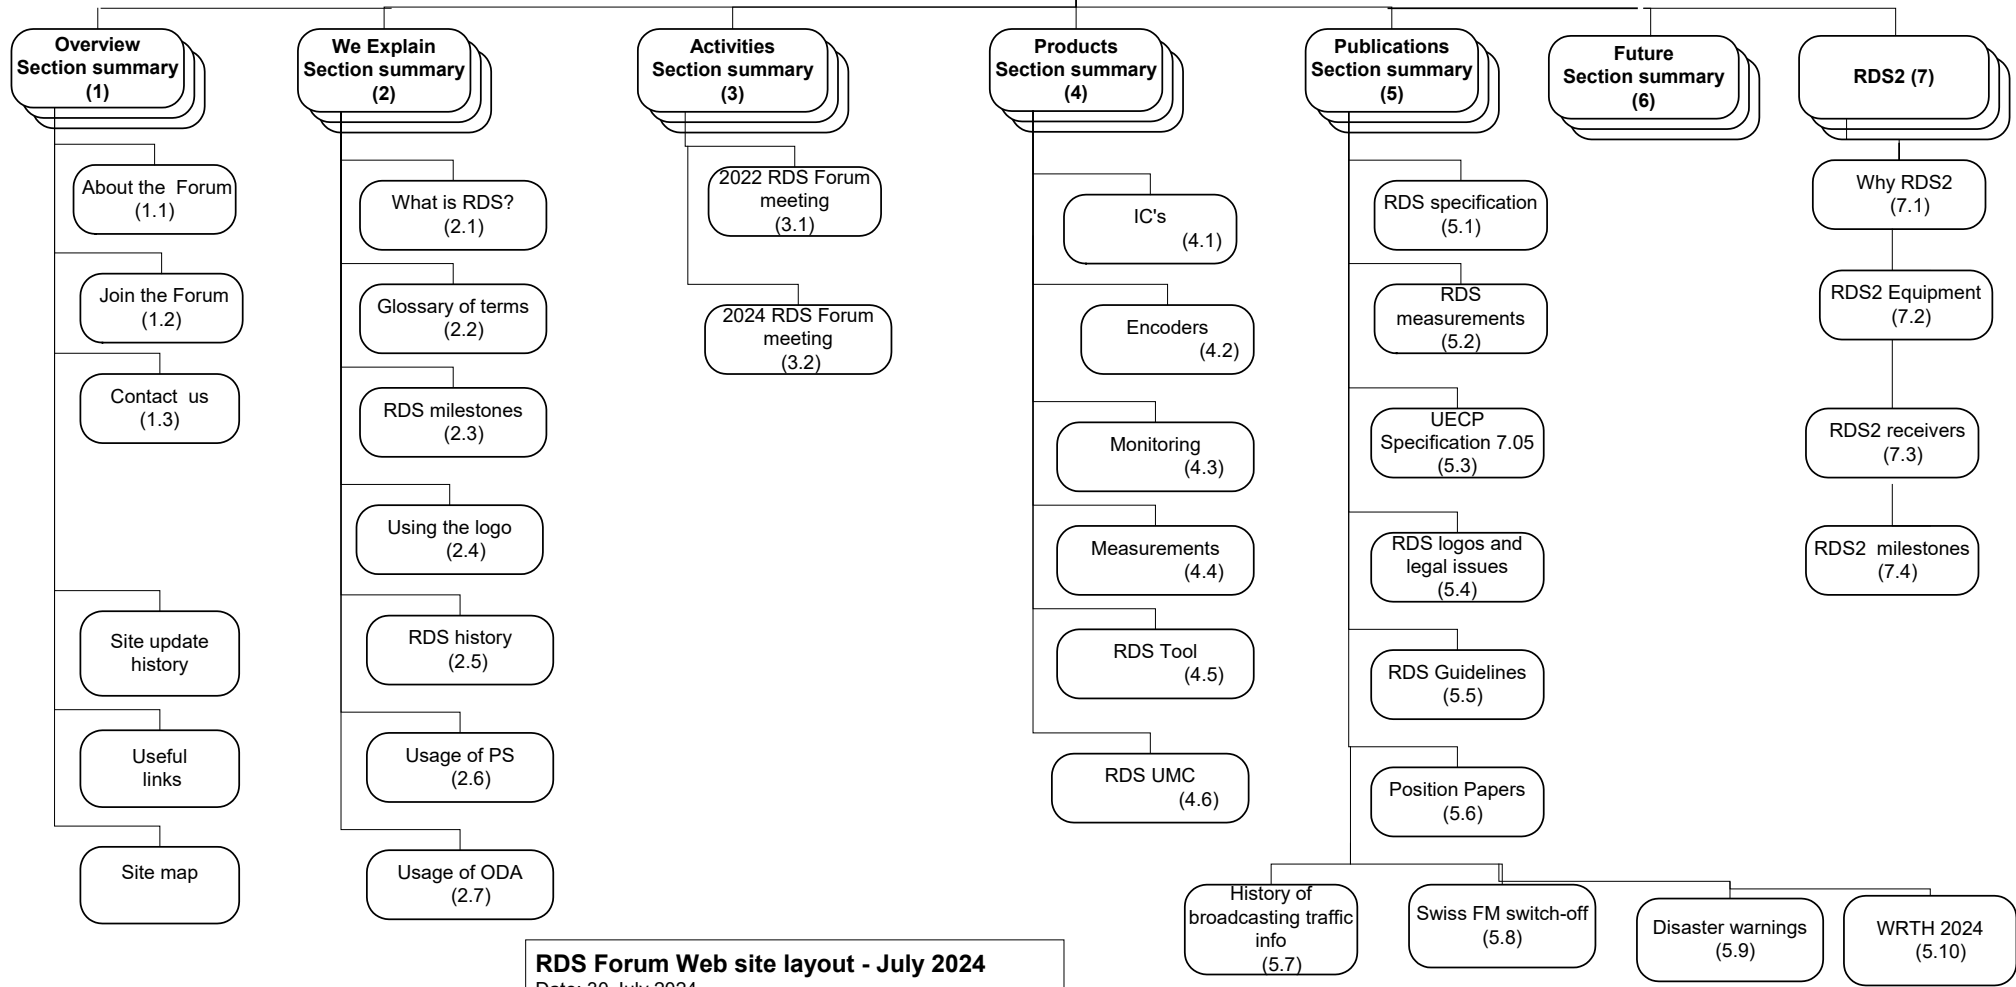 Overview
Section summary
(1)
We Explain
Section summary
(2)
Activities
Section summary
(3)
Products
Section summary
(4)
Publications
Section summary
(5)
Future
Section summary
(6)
RDS2 (7)
About the  Forum
(1.1)
Join the Forum
(1.2)
Contact  us
(1.3)
Site update
history
Useful
links
Site map
What is RDS?
(2.1)
Glossary of terms
(2.2)
RDS milestones
(2.3)
Using the logo
(2.4)
RDS history
(2.5)
Usage of PS
(2.6)
Usage of ODA
(2.7)
2022 RDS Forum
meeting
(3.1)
2024 RDS Forum
meeting
(3.2)
IC's
(4.1)
Encoders
(4.2)
Monitoring
(4.3)
Measurements
(4.4)
RDS Tool
(4.5)
RDS UMC
(4.6)
RDS specification
(5.1)
RDS
measurements
(5.2)
UECP
Specification 7.05
(5.3)
RDS logos and
legal issues
(5.4)
RDS Guidelines
(5.5)
Position Papers
(5.6)
History of
broadcasting traffic
info
(5.7)
Swiss FM switch-off
(5.8)
Disaster warnings
(5.9)
WRTH 2024
(5.10)
Why RDS2
(7.1)
RDS2 Equipment
(7.2)
RDS2 receivers
(7.3)
RDS2  milestones
(7.4)
RDS Forum Web site layout - July 2024
Date: 30 July 2024